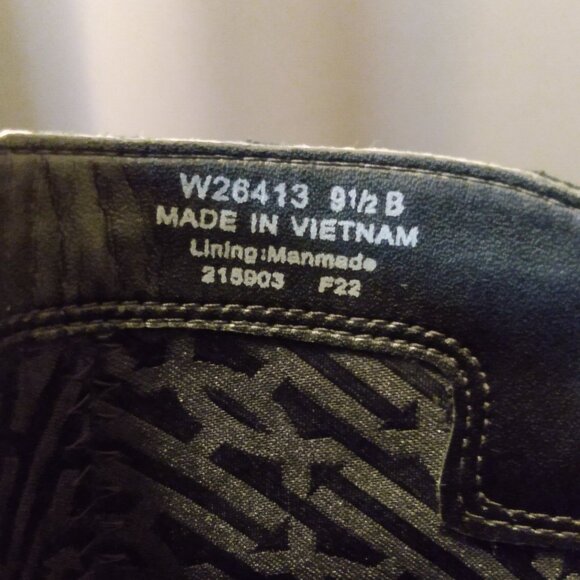 W26413 9½ B
MADE IN VIETNAM
Lining:Manmade
215903 F22